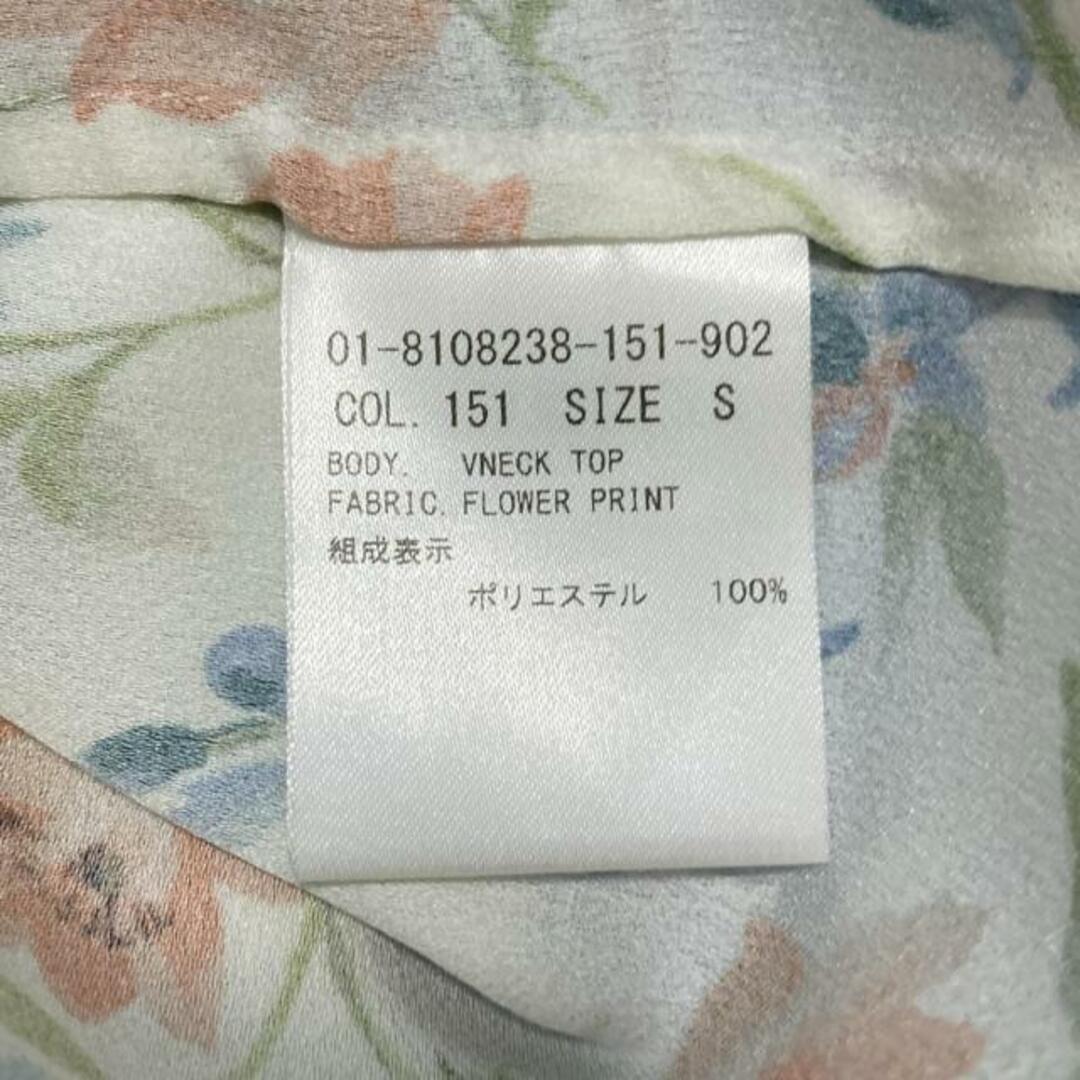 01-8108238-151-902
COL. 151 SIZE S
BODY. VNECK TOP
FABRIC. FLOWER PRINT
組成表示
ポリエステル 100%